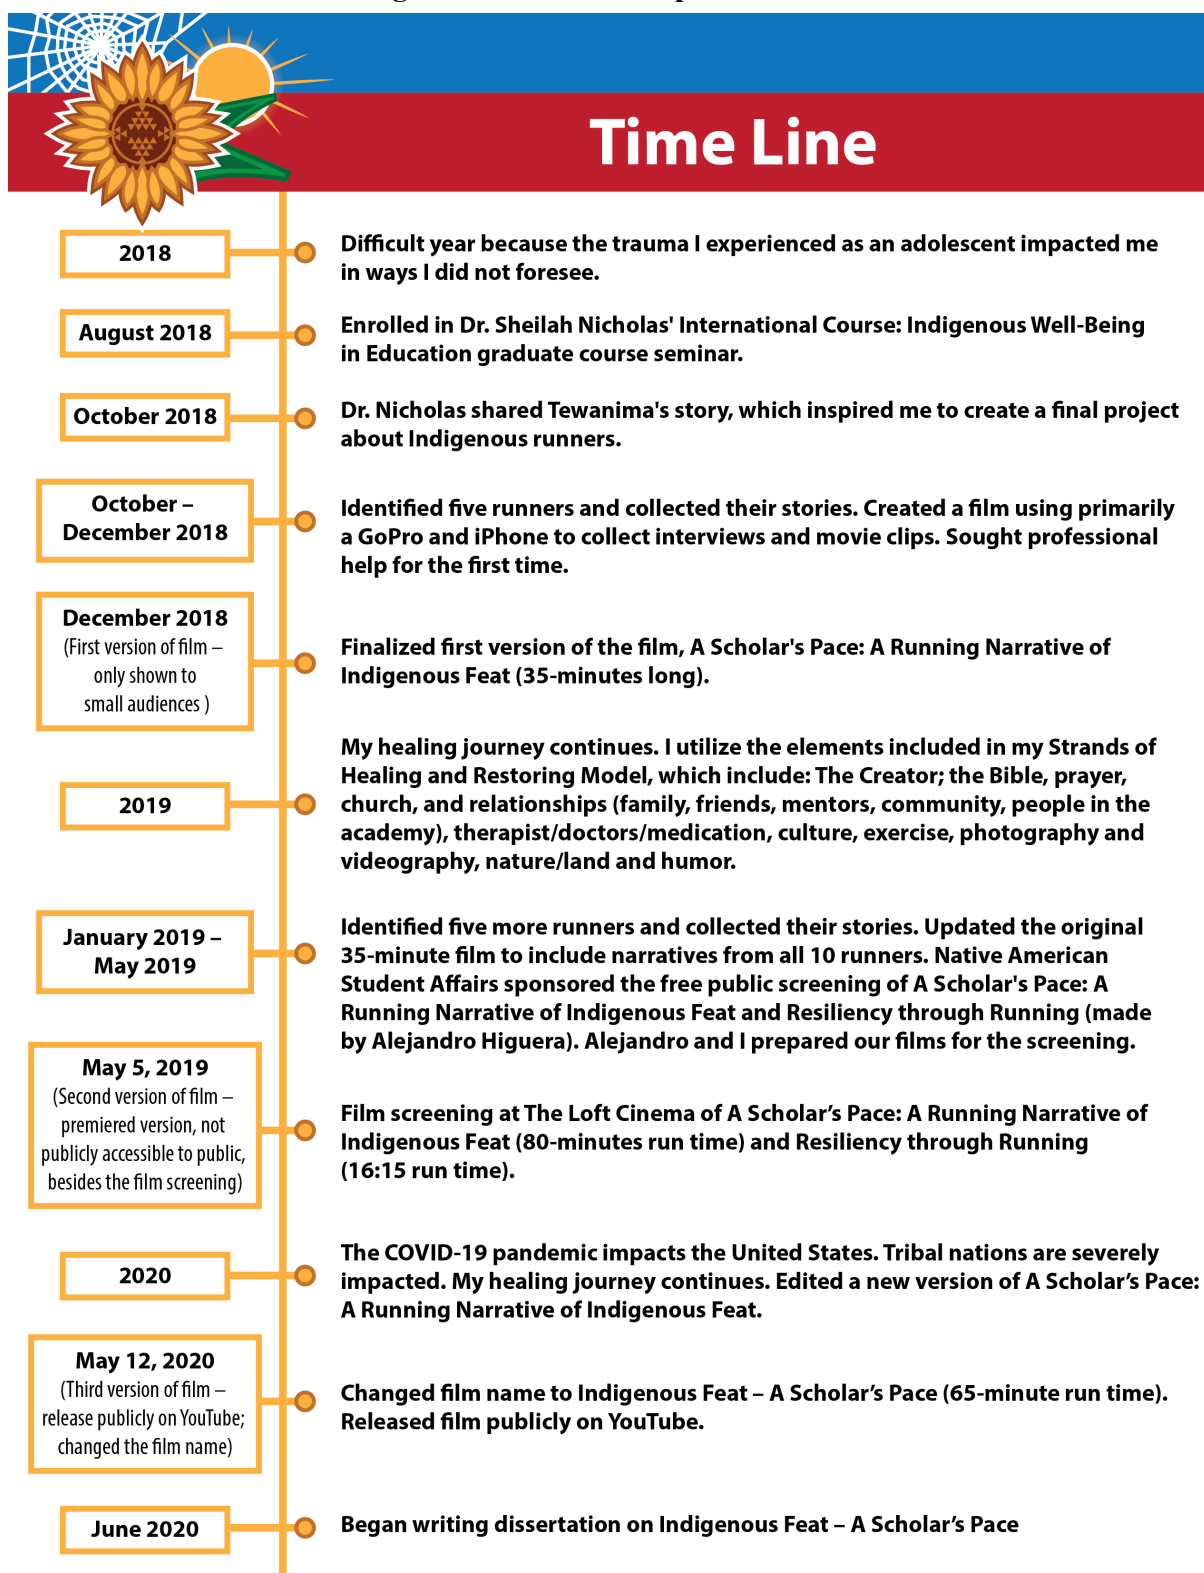 Time Line
2018
Difficult year because the trauma I experienced as an adolescent impacted me
in ways I did not foresee.
August 2018
Enrolled in Dr. Sheilah Nicholas' International Course: Indigenous Well-Being
in Education graduate course seminar.
October 2018
Dr. Nicholas shared Tewanima's story, which inspired me to create a final project
about Indigenous runners.
October –
December 2018
Identified five runners and collected their stories. Created a film using primarily
a GoPro and iPhone to collect interviews and movie clips. Sought professional
help for the first time.
December 2018
(First version of film –
only shown to
small audiences )
Finalized first version of the film, A Scholar's Pace: A Running Narrative of
Indigenous Feat (35-minutes long).
2019
My healing journey continues. I utilize the elements included in my Strands of
Healing and Restoring Model, which include: The Creator; the Bible, prayer,
church, and relationships (family, friends, mentors, community, people in the
academy), therapist/doctors/medication, culture, exercise, photography and
videography, nature/land and humor.
January 2019 –
May 2019
Identified five more runners and collected their stories. Updated the original
35-minute film to include narratives from all 10 runners. Native American
Student Affairs sponsored the free public screening of A Scholar's Pace: A
Running Narrative of Indigenous Feat and Resiliency through Running (made
by Alejandro Higuera). Alejandro and I prepared our films for the screening.
May 5, 2019
(Second version of film –
premiered version, not
publicly accessible to public,
besides the film screening)
Film screening at The Loft Cinema of A Scholar’s Pace: A Running Narrative of
Indigenous Feat (80-minutes run time) and Resiliency through Running
(16:15 run time).
2020
The COVID-19 pandemic impacts the United States. Tribal nations are severely
impacted. My healing journey continues. Edited a new version of A Scholar’s Pace:
A Running Narrative of Indigenous Feat.
May 12, 2020
(Third version of film –
release publicly on YouTube;
changed the film name)
Changed film name to Indigenous Feat – A Scholar’s Pace (65-minute run time).
Released film publicly on YouTube.
June 2020
Began writing dissertation on Indigenous Feat – A Scholar’s Pace